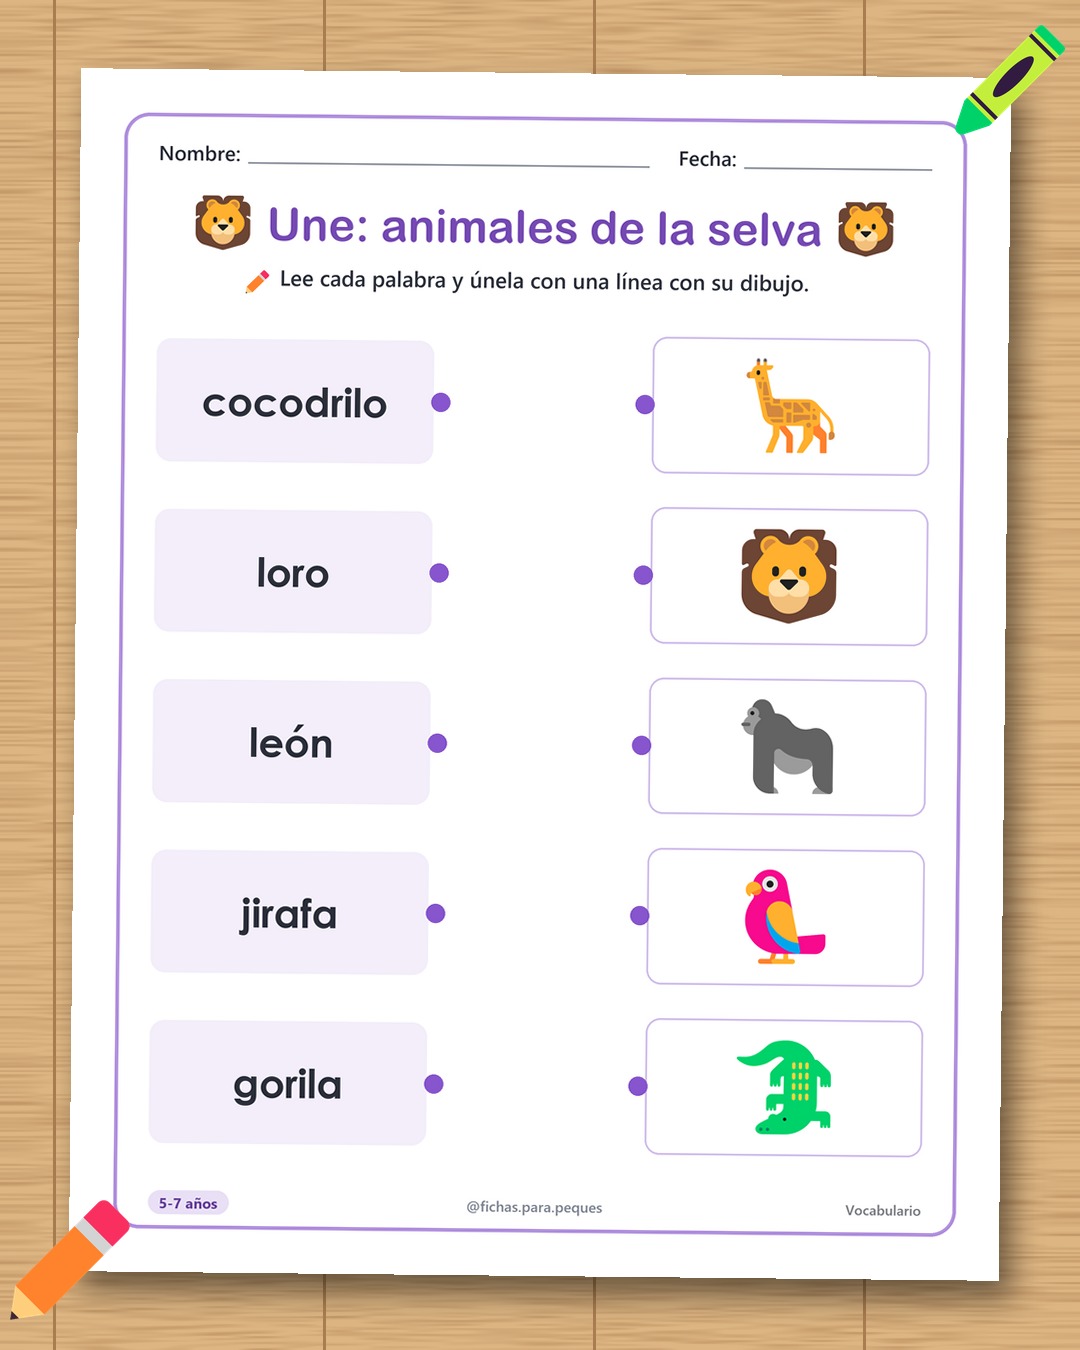 Nombre: Fecha:
Une: animales de la selva
Lee cada palabra y únela con una línea con su dibujo.
cocodrilo
loro
león
jirafa
gorila
5-7 años
@fichas.para.peques
Vocabulario